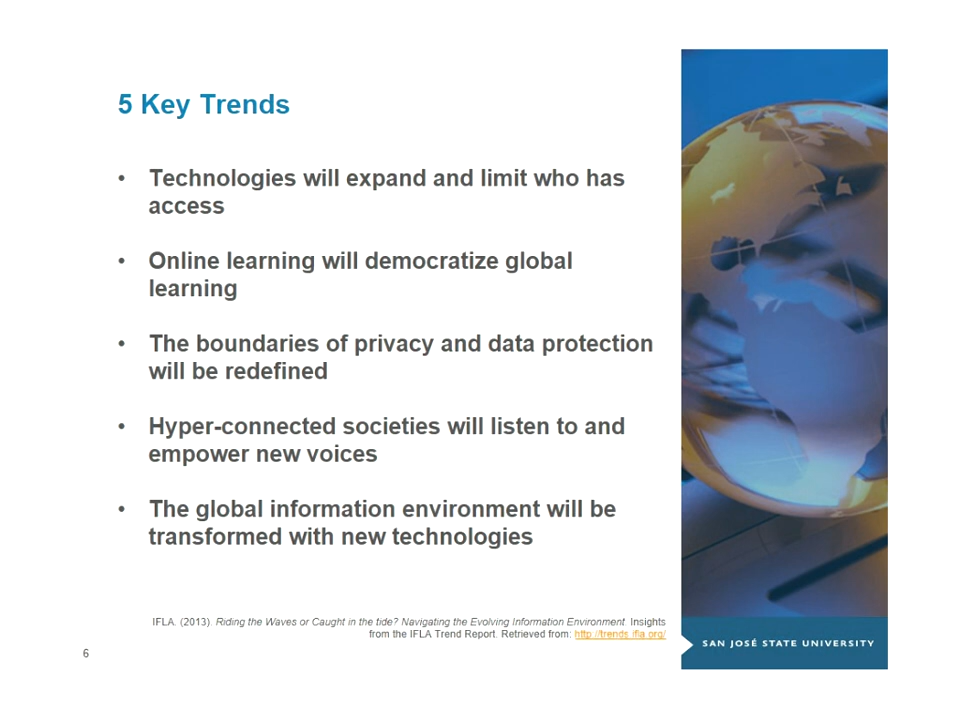 5 Key Trends
• Technologies will expand and limit who has
access
• Online learning will democratize global
learning
• The boundaries of privacy and data protection
will be redefined
• Hyper-connected societies will listen to and
empower new voices
• The global information environment will be
transformed with new technologies
IFLA. (2013). Riding the Waves or Caught in the tide? Navigating the Evolving Information Environment. Insights
from the IFLA Trend Report. Retrieved from: http://trends.ifla.org/
SAN JOSÉ STATE UNIVERSITY
6